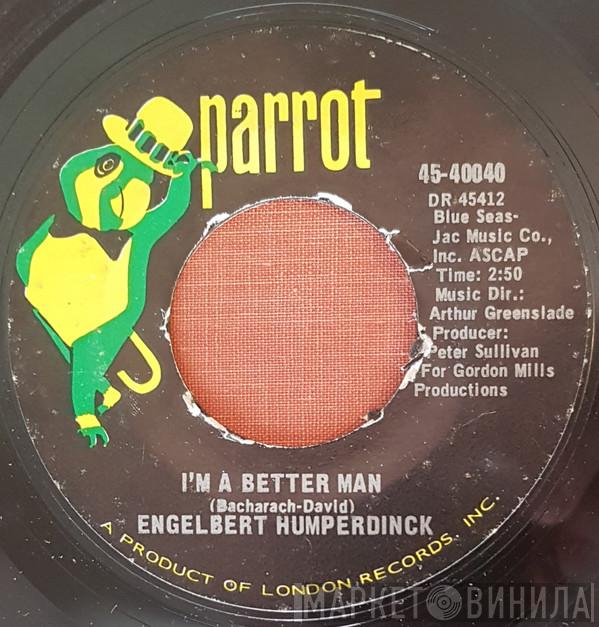 parrot
45-40040
DR 45412
Blue Seas-
Jac Music Co.,
Inc. ASCAP
Time: 2:50
Music Dir.:
Arthur Greenslade
Producer:
Peter Sullivan
For Gordon Mills
Productions
I'M A BETTER MAN
(Bacharach-David)
ENGELBERT HUMPERDINCK
A PRODUCT OF LONDON RECORDS, INC.
МАРКЕТ ВИНИЛА